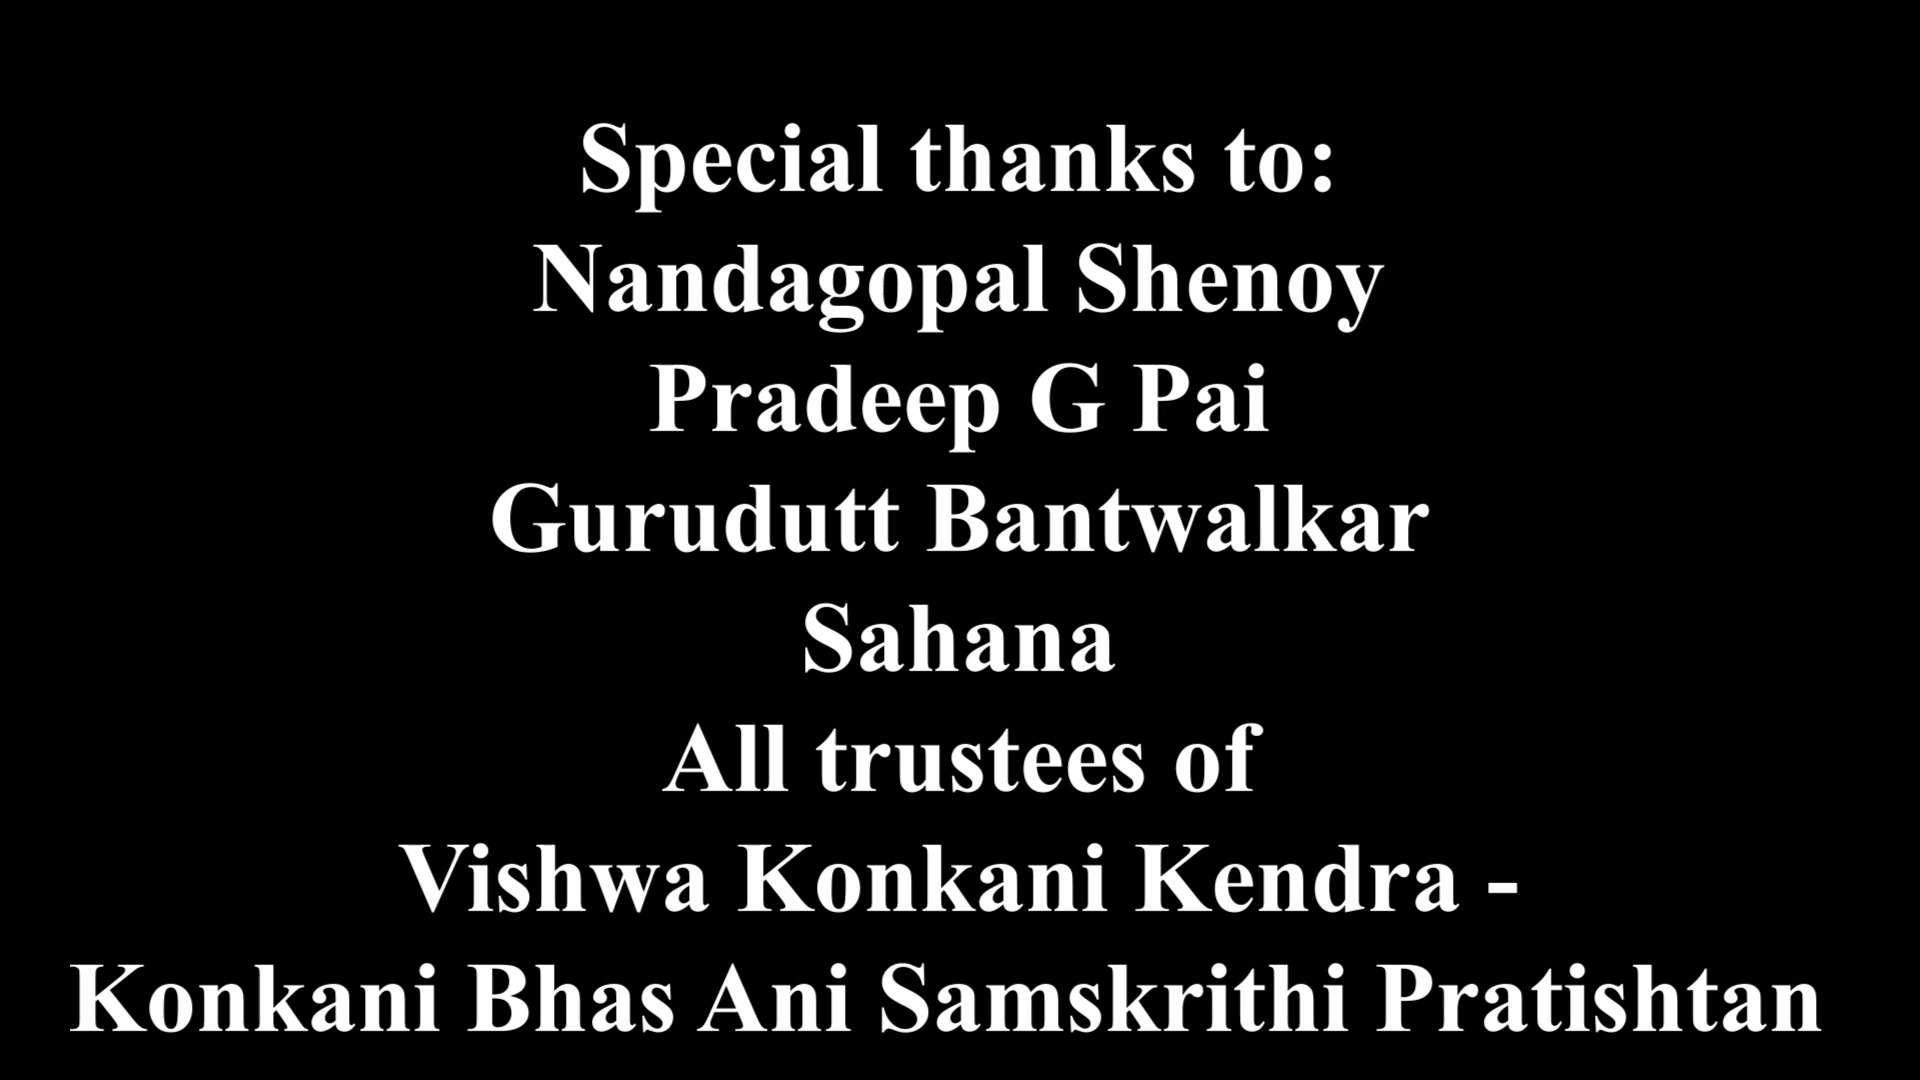 Special thanks to:
Nandagopal Shenoy
Pradeep G Pai
Gurudutt Bantwalkar
Sahana
All trustees of
Vishwa Konkani Kendra -
Konkani Bhas Ani Samskrithi Pratishtan